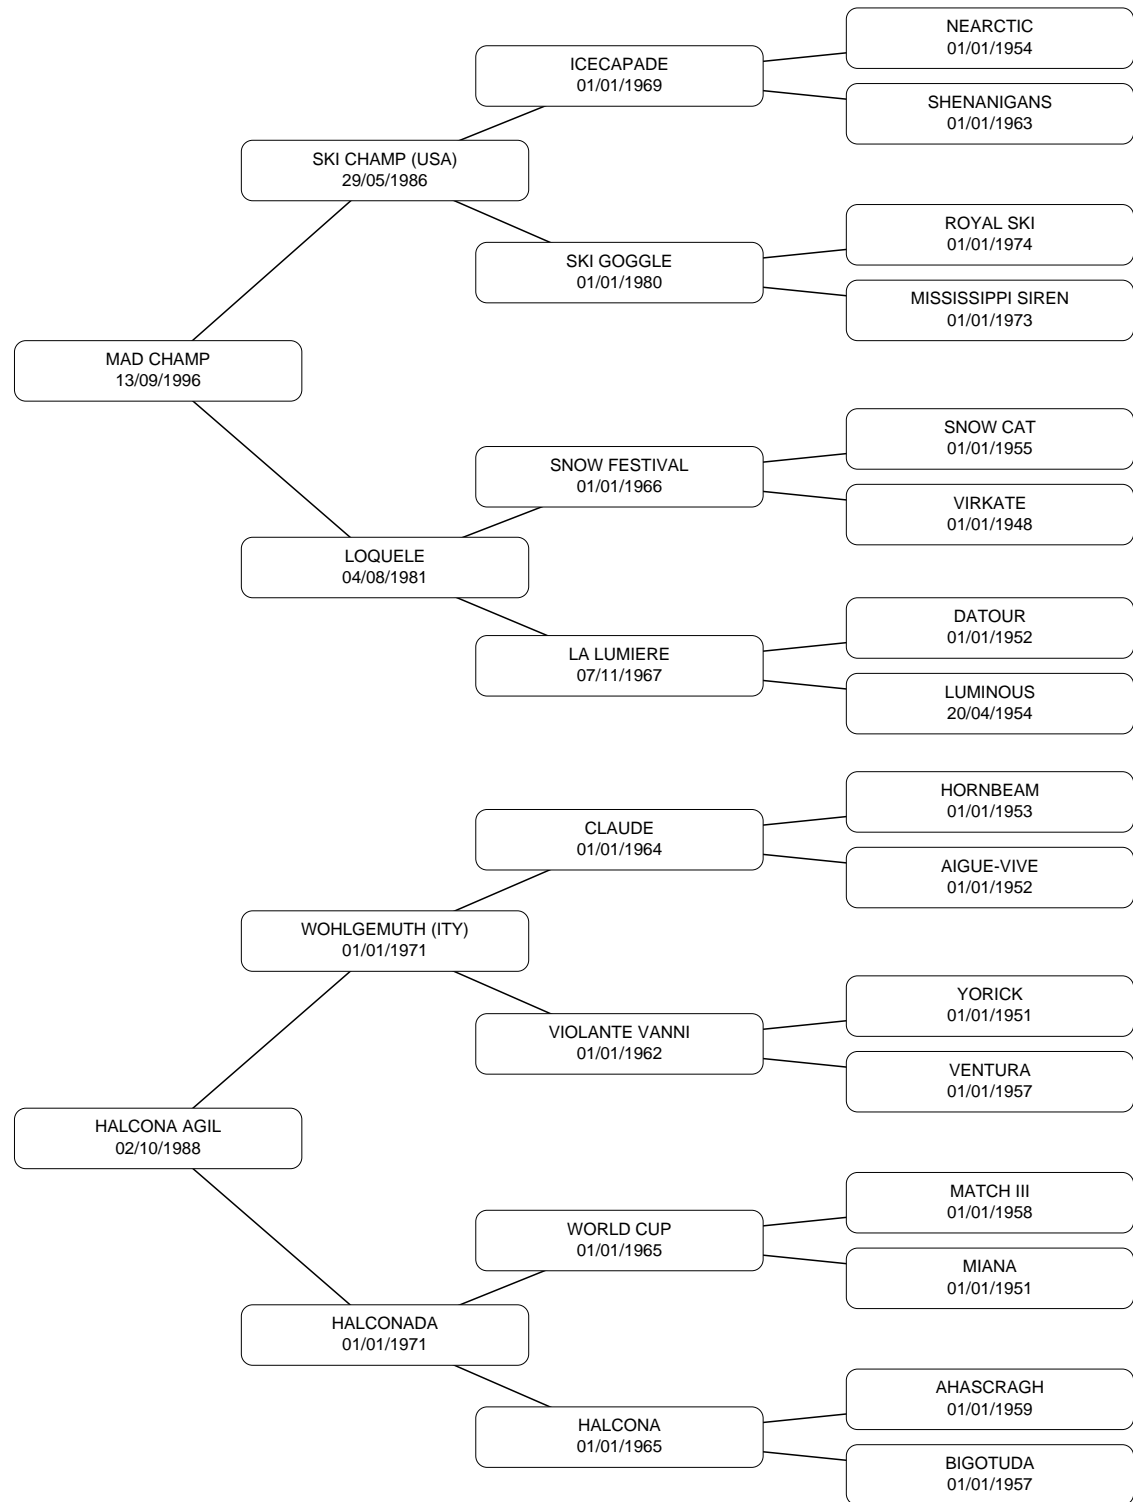 NEARCTIC
01/01/1954
ICECAPADE
01/01/1969
SHENANIGANS
01/01/1963
SKI CHAMP (USA)
29/05/1986
ROYAL SKI
01/01/1974
SKI GOGGLE
01/01/1980
MISSISSIPPI SIREN
01/01/1973
MAD CHAMP
13/09/1996
SNOW CAT
01/01/1955
SNOW FESTIVAL
01/01/1966
VIRKATE
01/01/1948
LOQUELE
04/08/1981
DATOUR
01/01/1952
LA LUMIERE
07/11/1967
LUMINOUS
20/04/1954
HORNBEAM
01/01/1953
CLAUDE
01/01/1964
AIGUE-VIVE
01/01/1952
WOHLGEMUTH (ITY)
01/01/1971
YORICK
01/01/1951
VIOLANTE VANNI
01/01/1962
VENTURA
01/01/1957
HALCONA AGIL
02/10/1988
MATCH III
01/01/1958
WORLD CUP
01/01/1965
MIANA
01/01/1951
HALCONADA
01/01/1971
AHASCRAGH
01/01/1959
HALCONA
01/01/1965
BIGOTUDA
01/01/1957